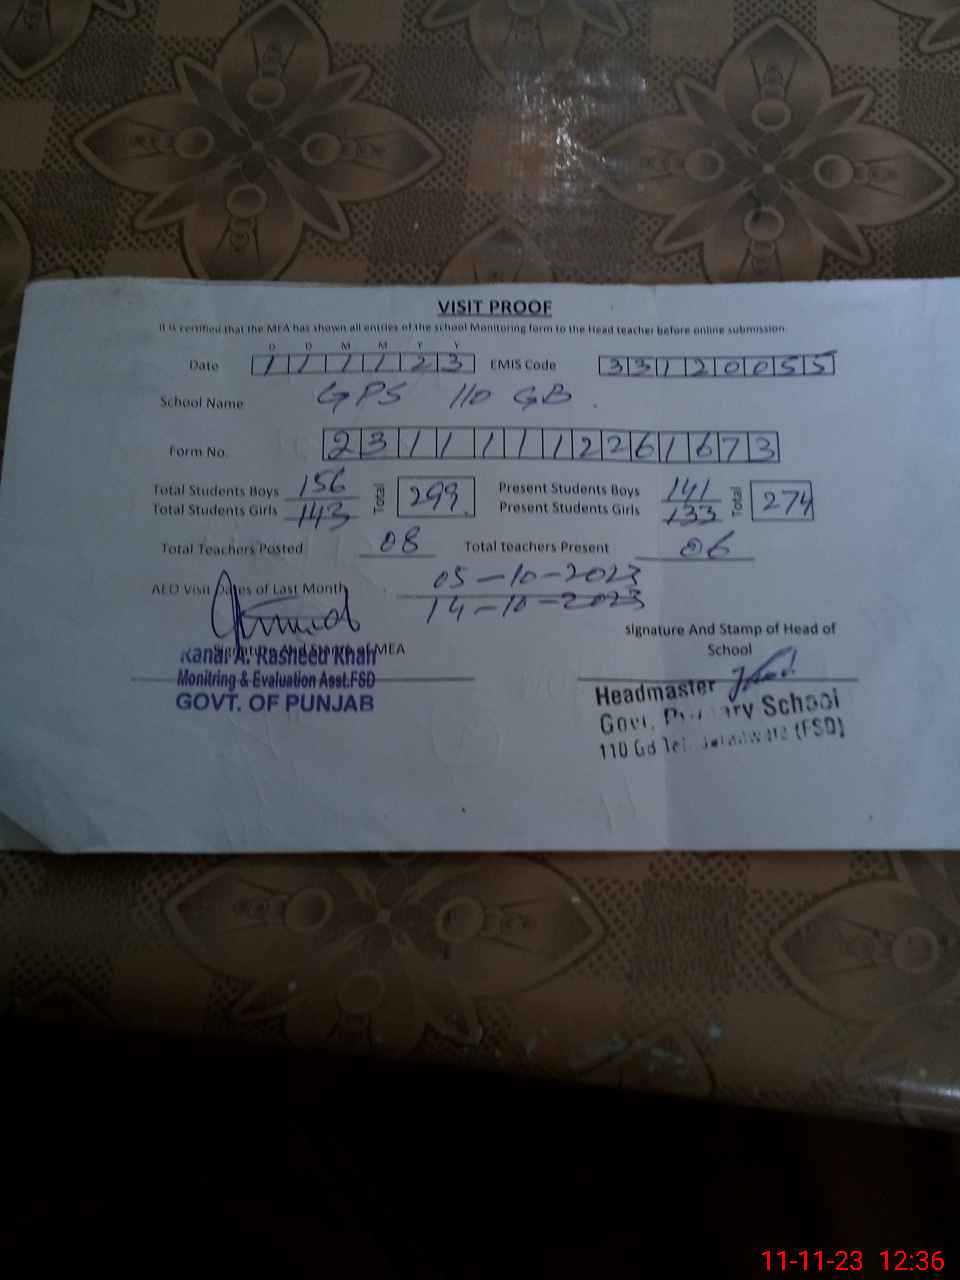 VISIT PROOF
It is certified that the MEA has shown all entries of the school Monitoring form to the Head teacher before online submission
D D M M Y Y
Date 1 1 1 1 2 3 EMIS Code 3 3 1 2 0 0 5 5
School Name GPS 110 GB.
Form No. 2 3 1 1 1 1 1 2 2 6 1 6 7 3
Total Students Boys 156 Total 299 Present Students Boys 141 Total 274
Total Students Girls 143 Present Students Girls 133
Total Teachers Posted 08 Total teachers Present 06
AEO Visit Dates of Last Month 05-10-2023
14-10-2023
signature And Stamp of Head of
School
Signature And Stamp of MEA
Rasheed Khan
Monitring & Evaluation Asst.FSD
GOVT. OF PUNJAB
Headmaster
Govt. Primary School
110 (FSD)
11-11-23 12:36